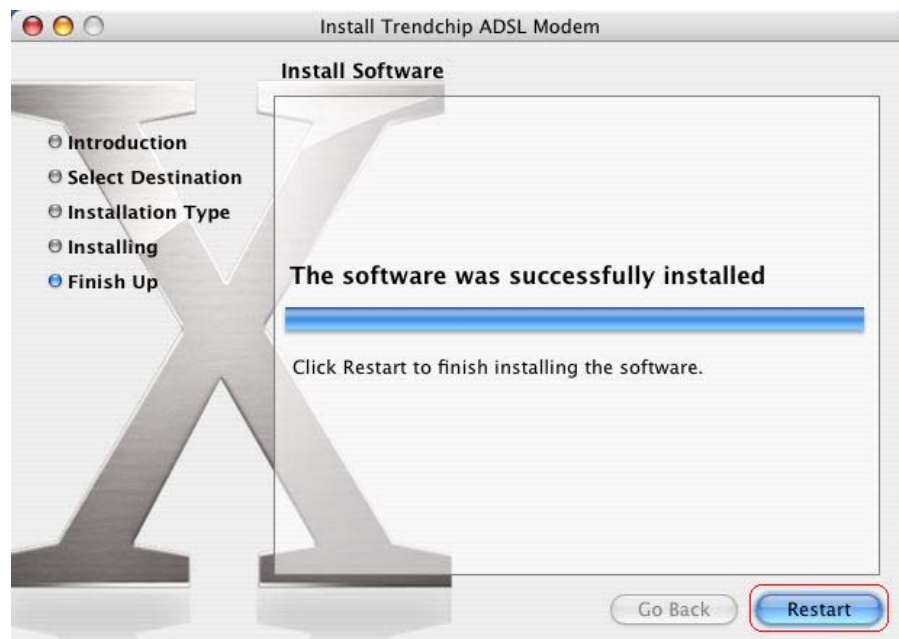 Install Trendchip ADSL Modem
Install Software
Introduction
Select Destination
Installation Type
Installing
Finish Up
The software was successfully installed
Click Restart to finish installing the software.
Go Back
Restart